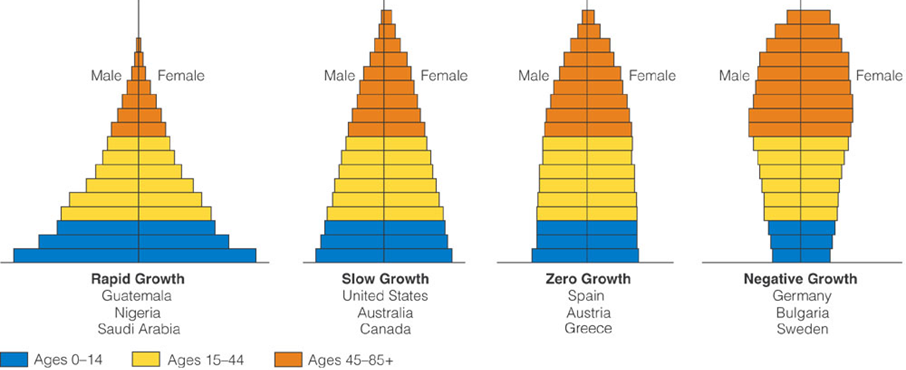 Male Female
Male Female
Male Female
Male Female
Rapid Growth
Guatemala
Nigeria
Saudi Arabia
Slow Growth
United States
Australia
Canada
Zero Growth
Spain
Austria
Greece
Negative Growth
Germany
Bulgaria
Sweden
Ages 0–14
Ages 15–44
Ages 45–85+